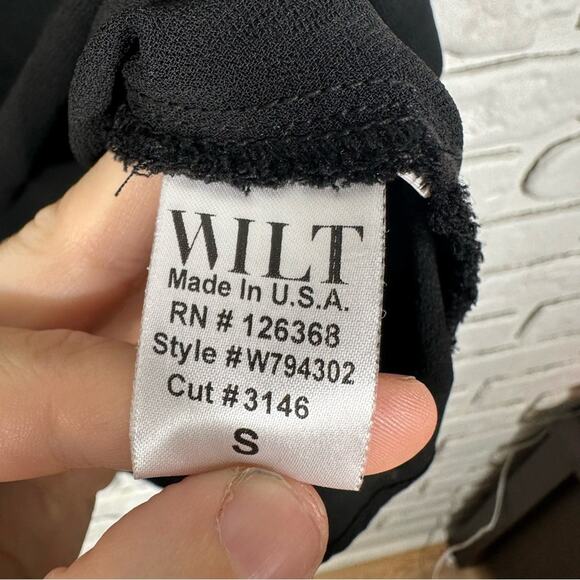 WILT
Made In U.S.A.
RN # 126368
Style #W794302
Cut #3146
S